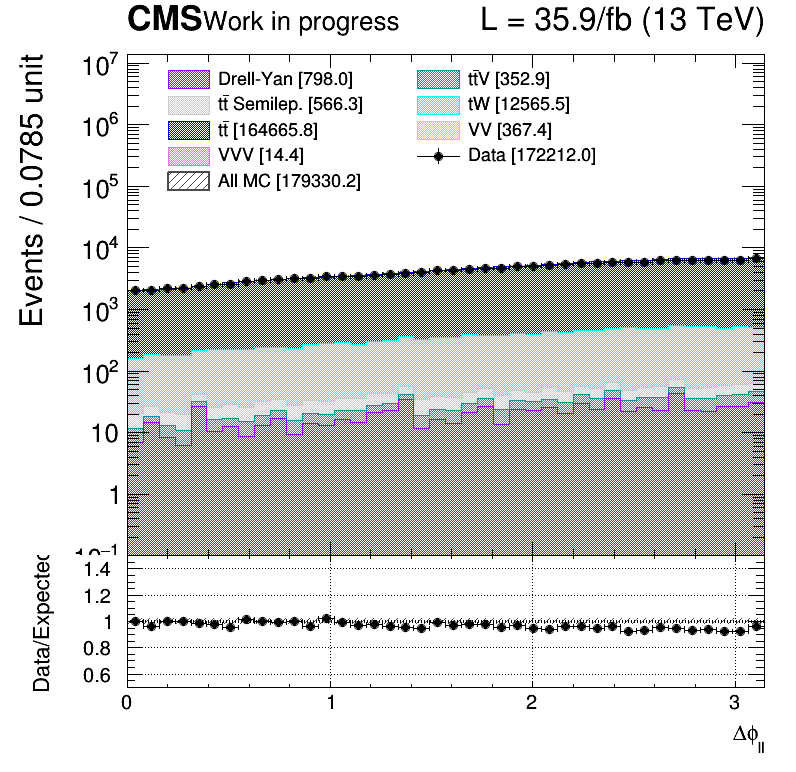 CMS Work in progress L = 35.9/fb (13 TeV)
Events / 0.0785 unit
10⁷
10⁶
10⁵
10⁴
10³
10²
10
1
10⁻¹
Drell-Yan [798.0]
tt̄ Semilep. [566.3]
tt̄ [164665.8]
VVV [14.4]
All MC [179330.2]
tt̄V [352.9]
tW [12565.5]
VV [367.4]
Data [172212.0]
Data/Expected
1.4
1.2
1
0.8
0.6
0 1 2 3
Δϕ_ll